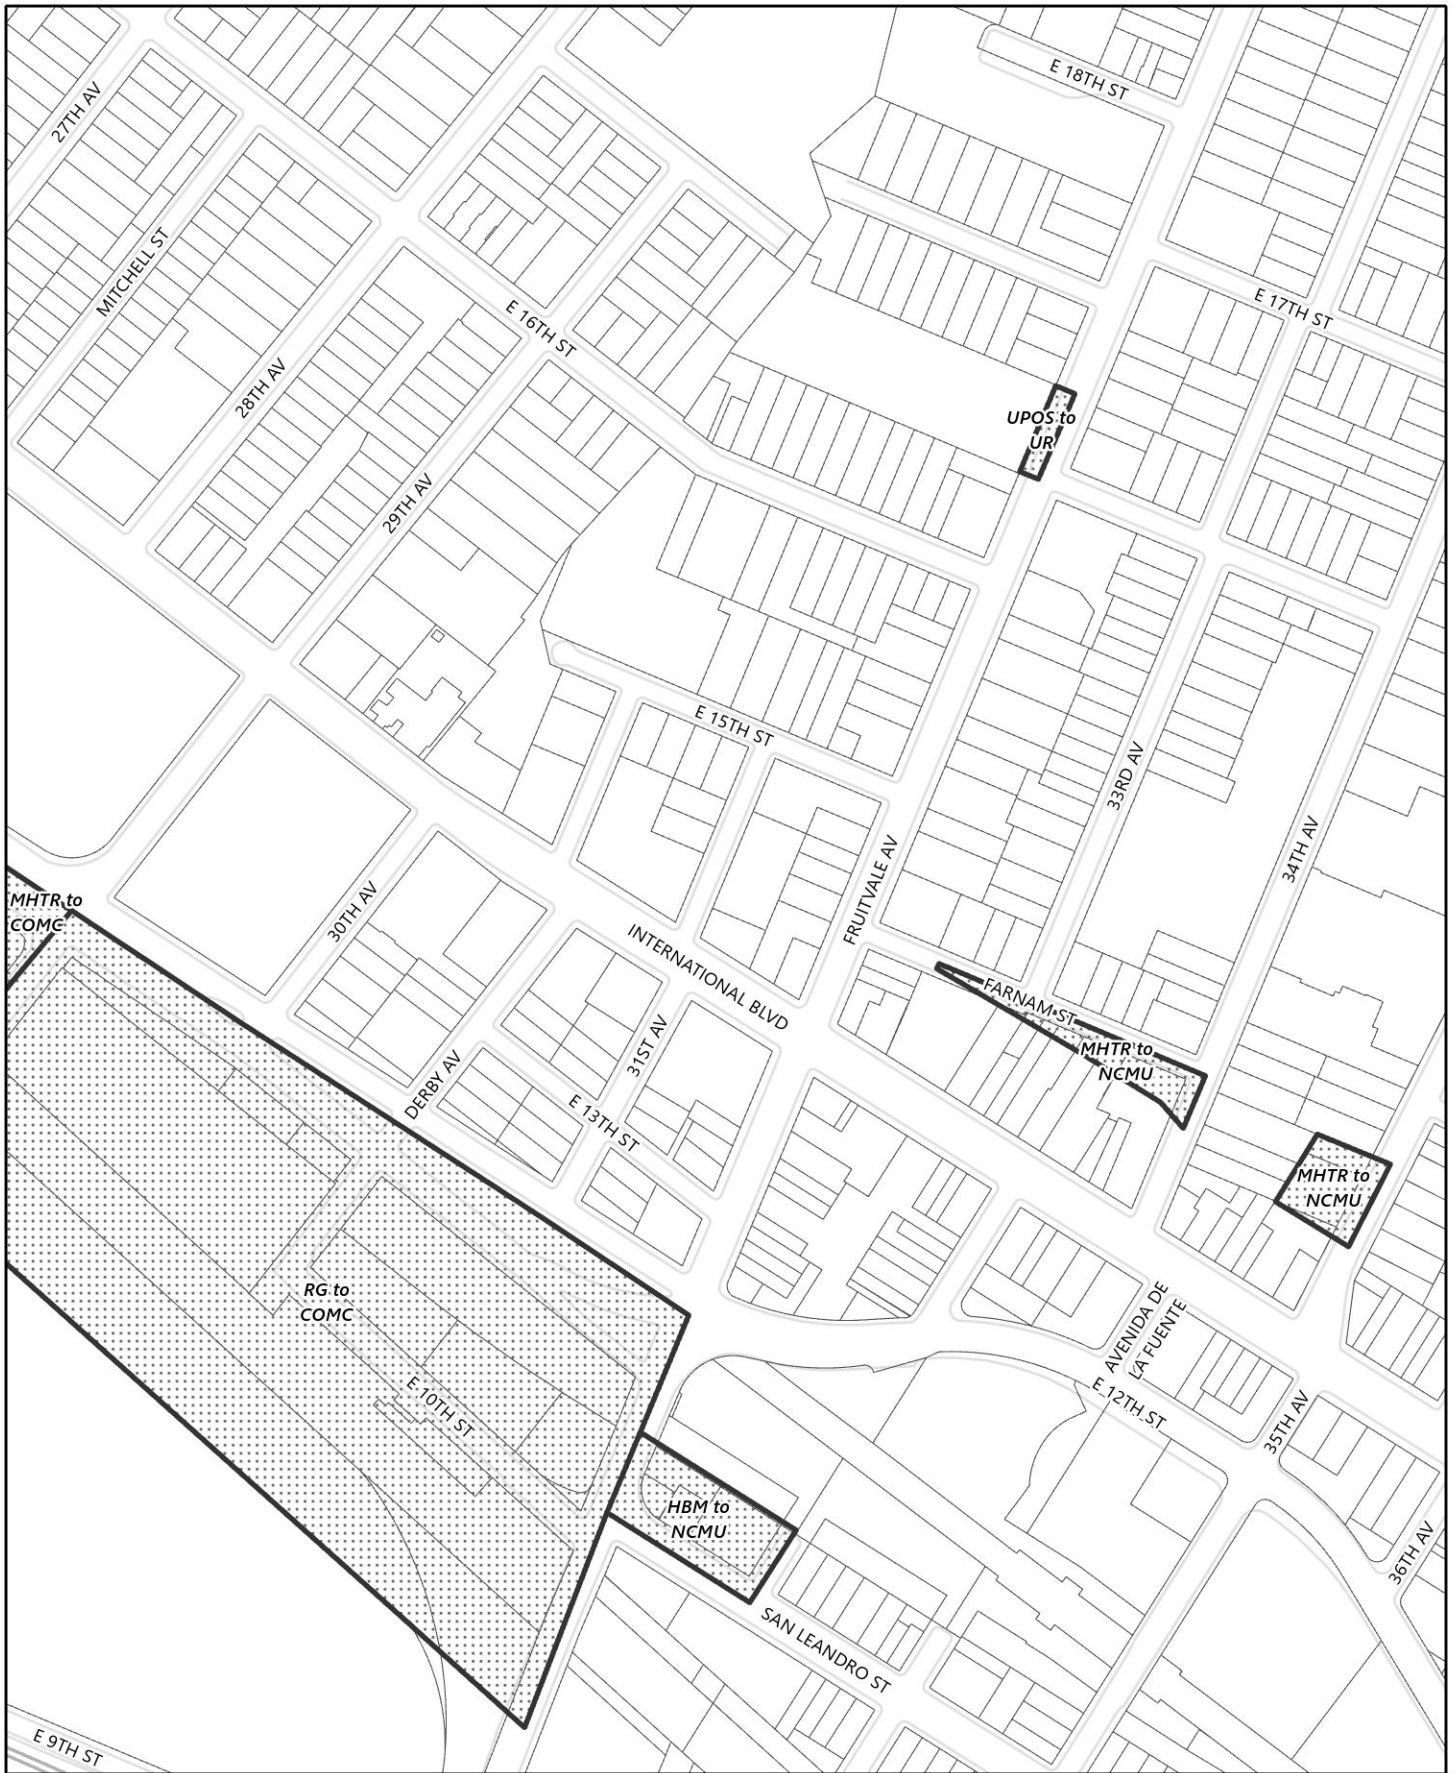 E 18TH ST
27TH AV
MITCHELL ST
E 17TH ST
E 16TH ST
28TH AV
UPOS to
UR
29TH AV
E 15TH ST
33RD AV
34TH AV
FRUITVALE AV
MHTR to
COMC
30TH AV
INTERNATIONAL BLVD
FARNAM ST
MHTR to
NCMU
31ST AV
DERBY AV
E 13TH ST
MHTR to
NCMU
RG to
COMC
AVENIDA DE
LA FUENTE
E 12TH ST
E 10TH ST
35TH AV
HBM to
NCMU
36TH AV
SAN LEANDRO ST
E 9TH ST